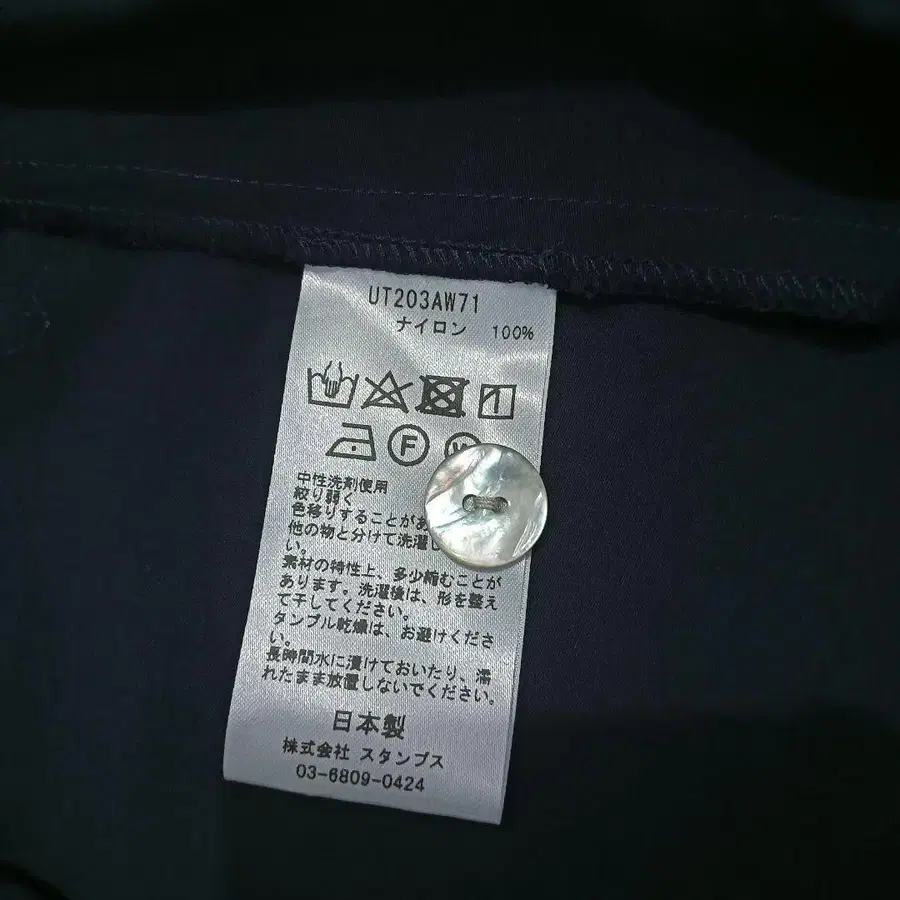 UT203AW71
ナイロン 100%
F
中性洗剤使用
絞り弱く
色移りすることがあ
他の物と分けて洗濯し
い。
素材の特性上、多少縮むことが
あります。洗濯後は、形を整え
て干してください。
タンブル乾燥は、お避けくださ
い。
長時間水に漬けておいたり、濡
れたまま放置しないでください。
日本製
株式会社 スタンプス
03-6809-0424